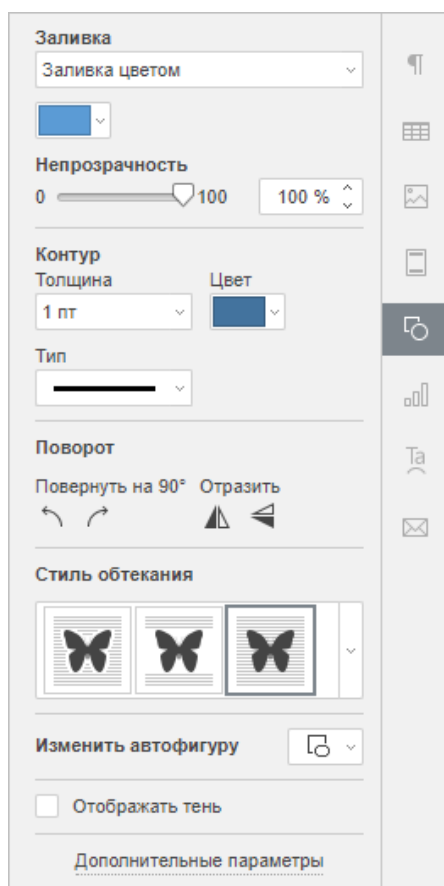 Заливка
Заливка цветом
Непрозрачность
0 100 100 %
Контур
Толщина Цвет
1 пт
Тип
Поворот
Повернуть на 90° Отразить
Стиль обтекания
Изменить автофигуру
Отображать тень
Дополнительные параметры
Ta